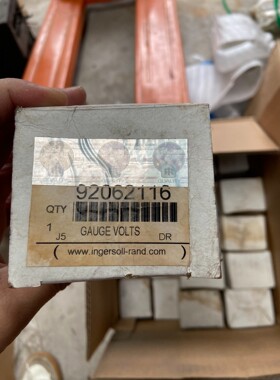 92062116
QTY
1 J5 GAUGE VOLTS DR
( www.ingersoll-rand.com )